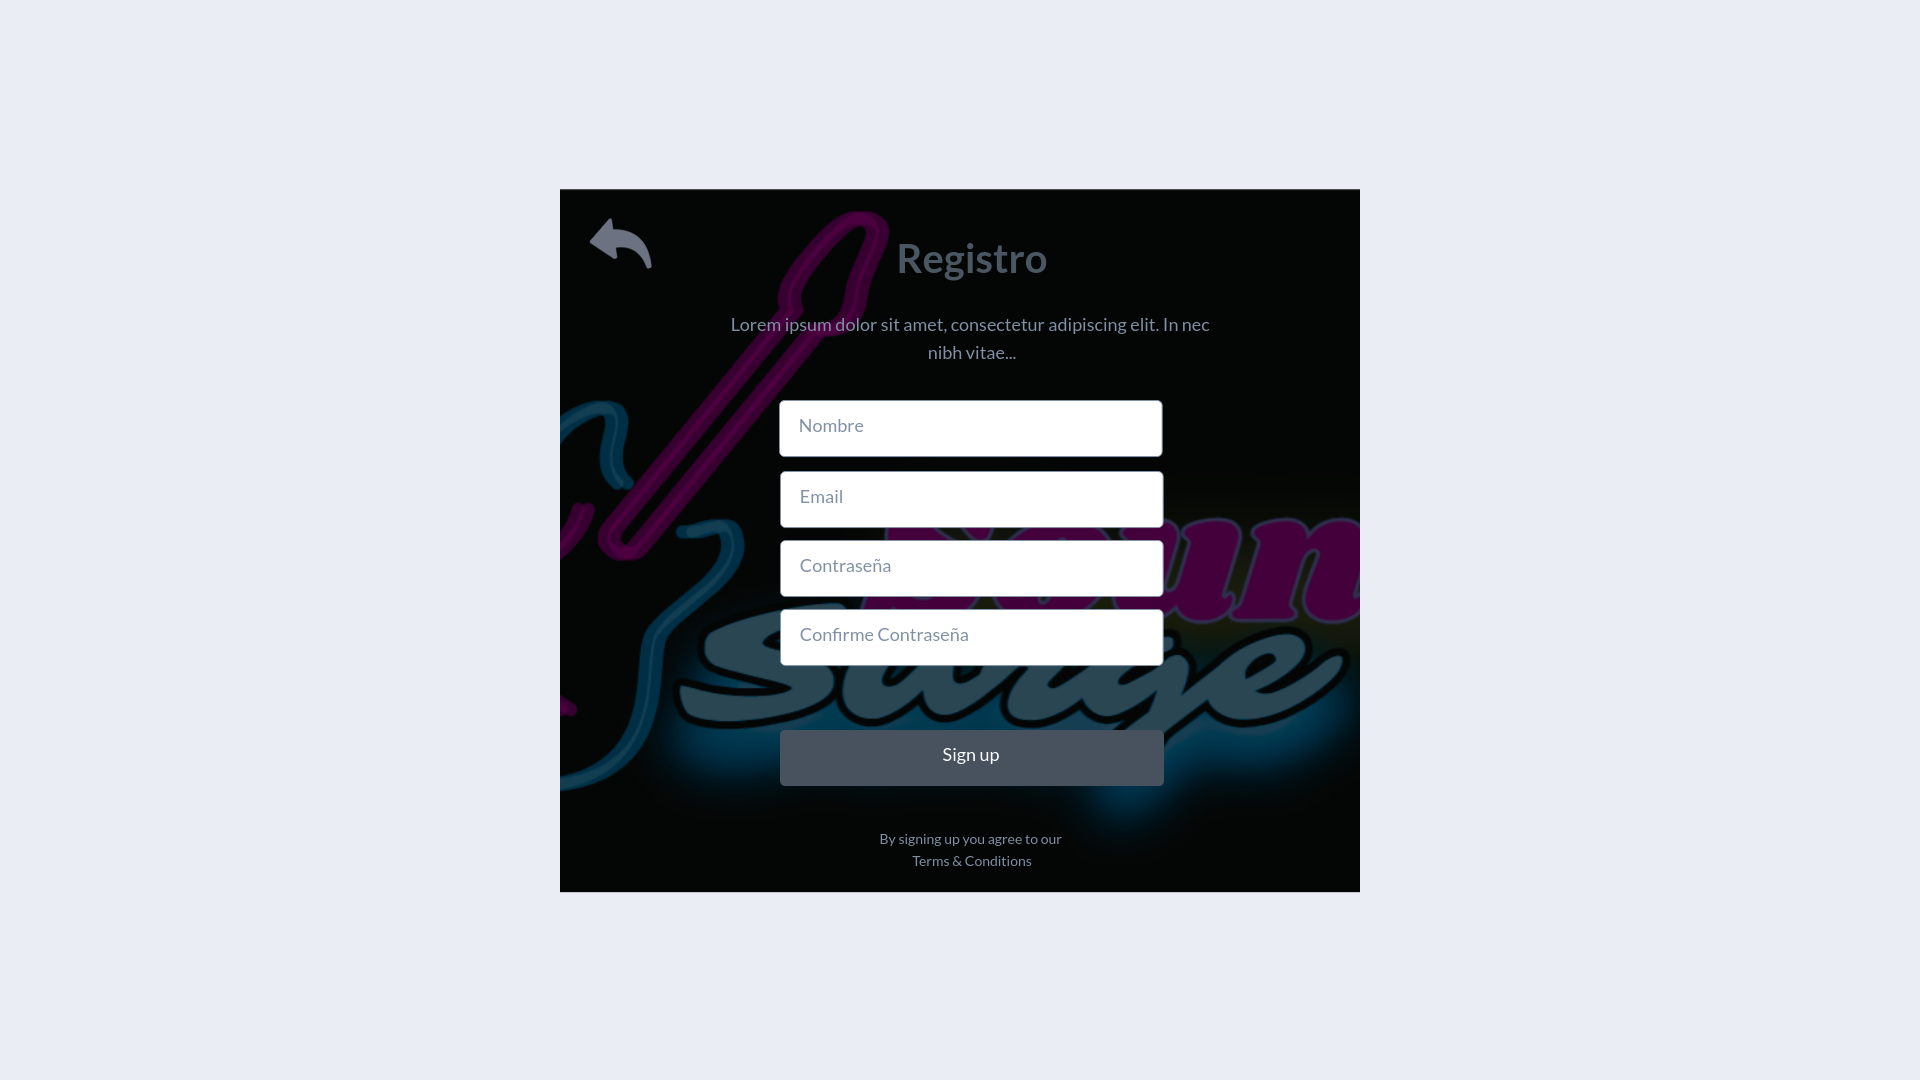 Registro
Lorem ipsum dolor sit amet, consectetur adipiscing elit. In nec
nibh vitae...
Nombre
Email
Contraseña
Confirme Contraseña
Surge
Sign up
By signing up you agree to our
Terms & Conditions